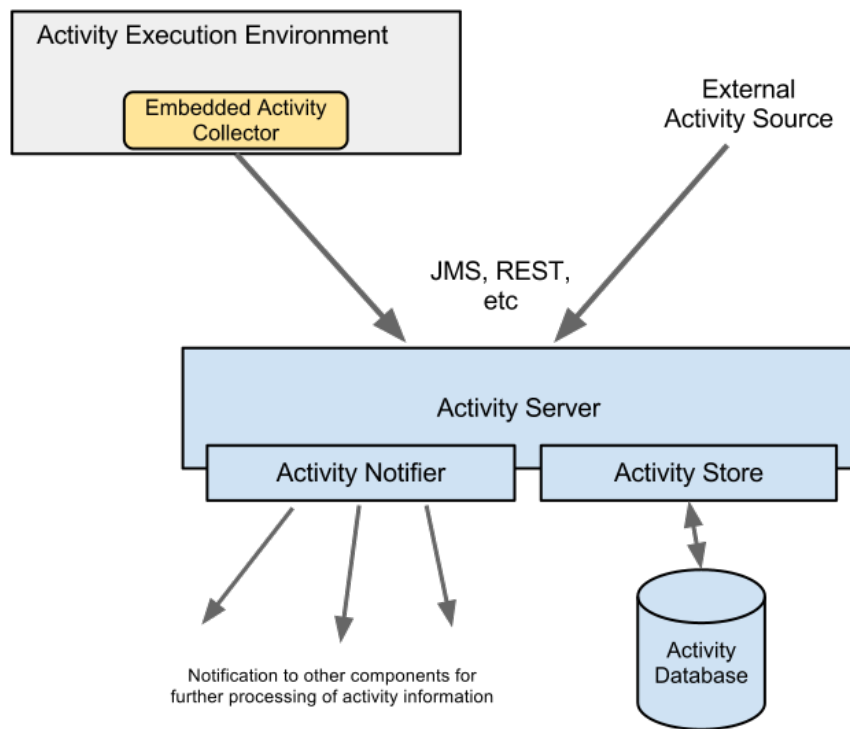 Activity Execution Environment
Embedded Activity
Collector
External
Activity Source
JMS, REST,
etc
Activity Server
Activity Notifier
Activity Store
Activity
Database
Notification to other components for
further processing of activity information